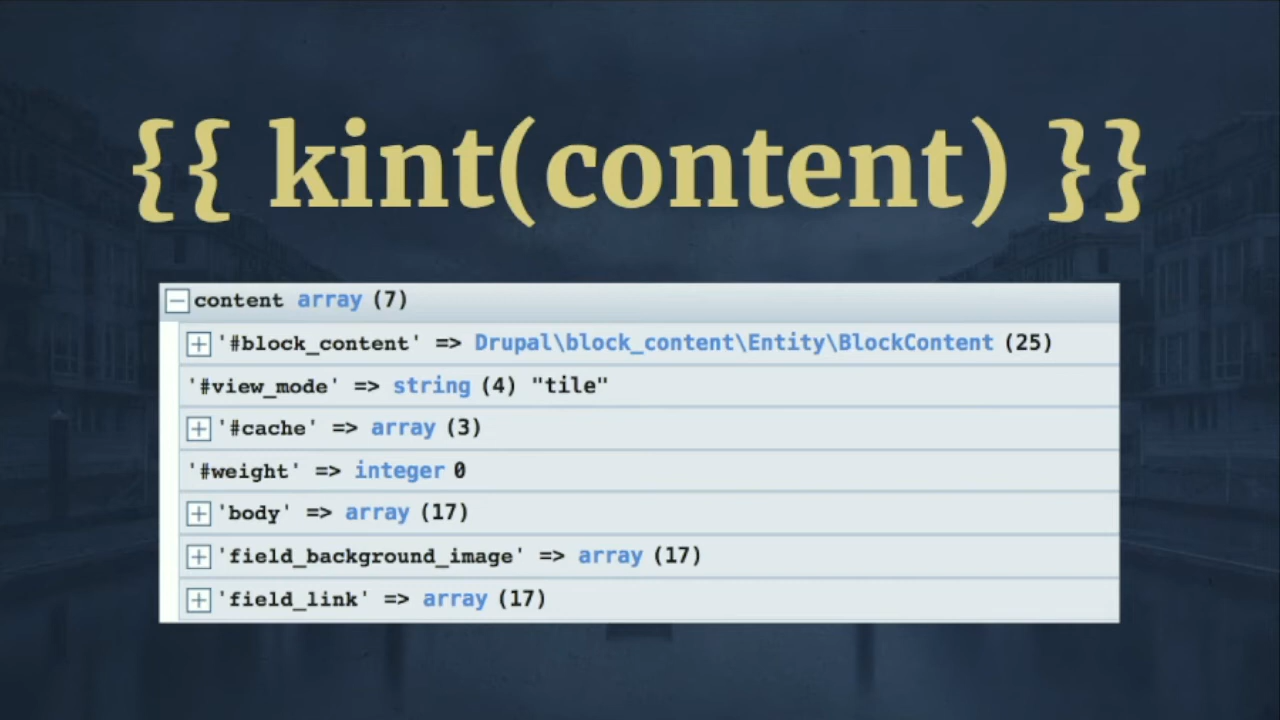 {{ kint(content) }}
content array (7)
'#block_content' => Drupal\block_content\Entity\BlockContent (25)
'#view_mode' => string (4) "tile"
'#cache' => array (3)
'#weight' => integer 0
'body' => array (17)
'field_background_image' => array (17)
'field_link' => array (17)